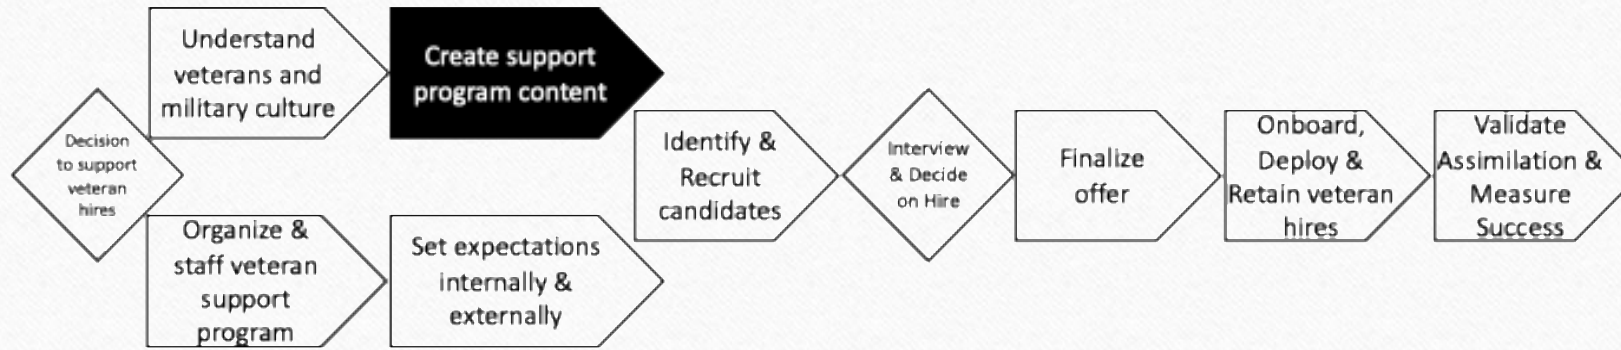 Decision
to support
veteran
hires
Understand
veterans and
military culture
Create support
program content
Organize &
staff veteran
support
program
Set expectations
internally &
externally
Identify &
Recruit
candidates
Interview
& Decide
on Hire
Finalize
offer
Onboard,
Deploy &
Retain veteran
hires
Validate
Assimilation &
Measure
Success